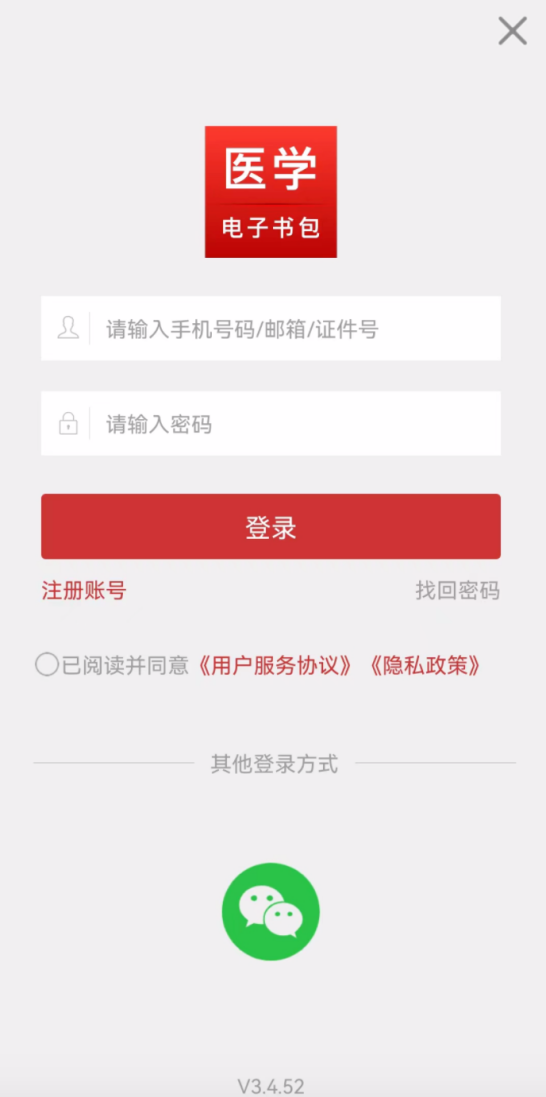 医学
电子书包
请输入手机号码/邮箱/证件号
请输入密码
登录
注册账号 找回密码
已阅读并同意《用户服务协议》《隐私政策》
其他登录方式
V3.4.52